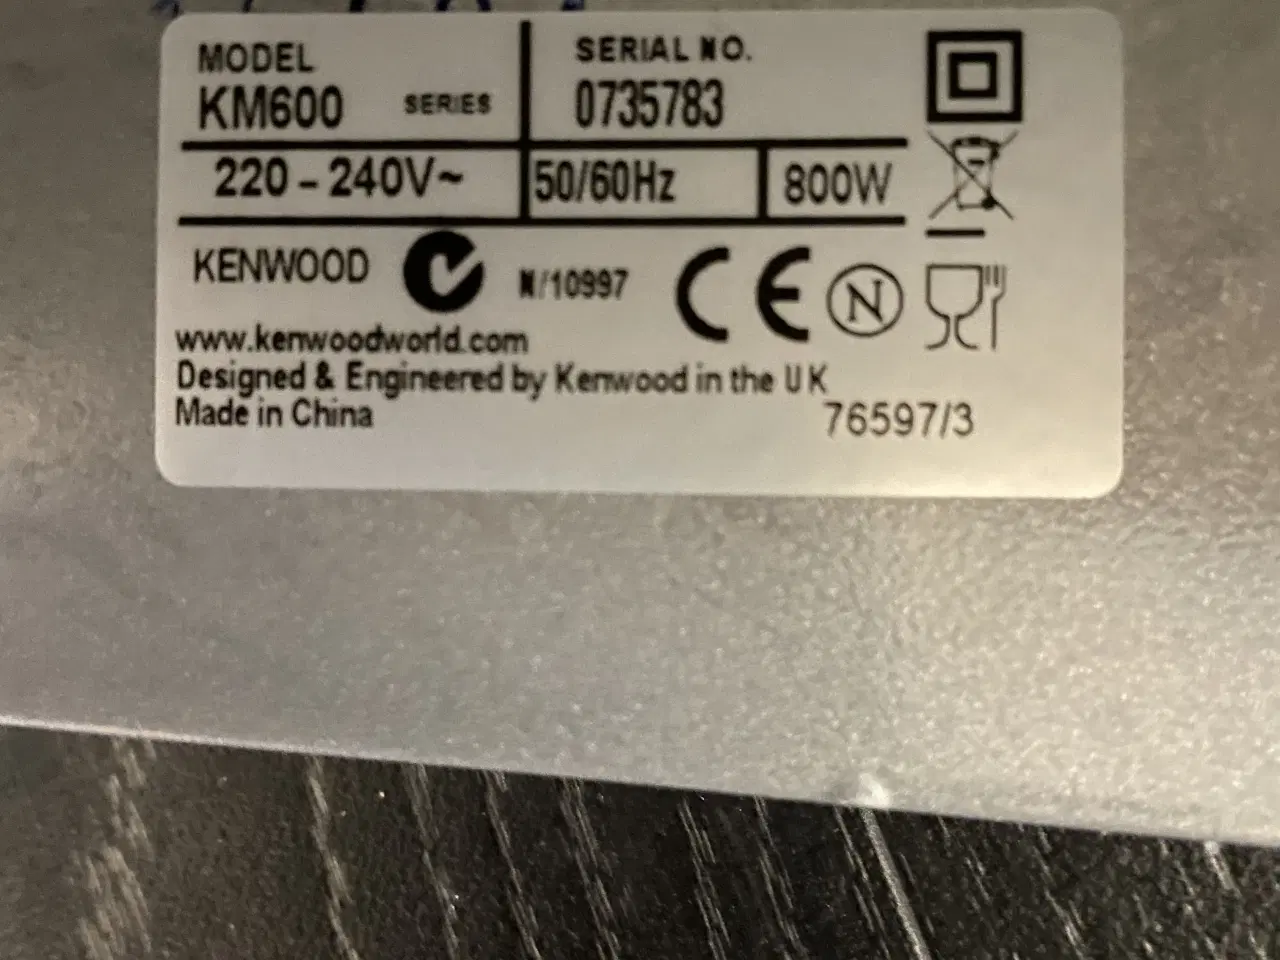 MODEL
KM600 SERIES
SERIAL NO.
0735783
220 - 240V~
50/60Hz
800W
KENWOOD
N/10997
CE
N
www.kenwoodworld.com
Designed & Engineered by Kenwood in the UK
Made in China
76597/3